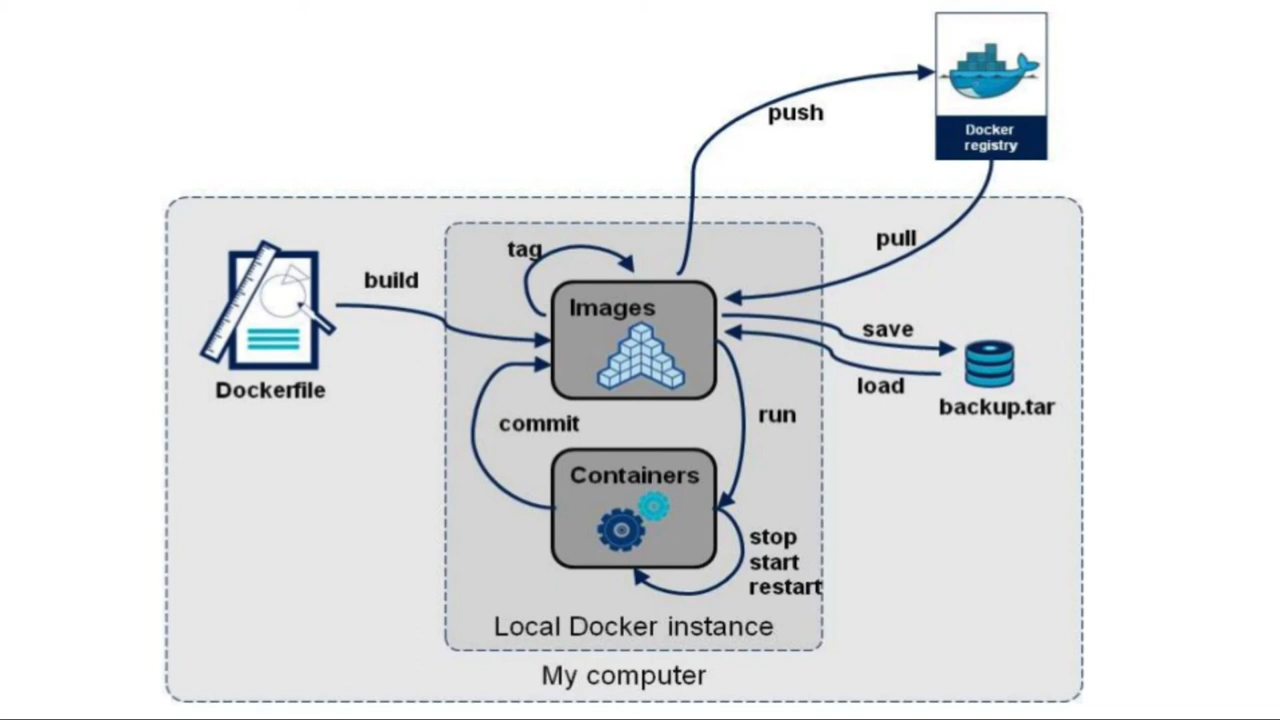 push
Docker
registry
pull
tag
build
Images
save
load
Dockerfile
backup.tar
commit
run
Containers
stop
start
restart
Local Docker instance
My computer